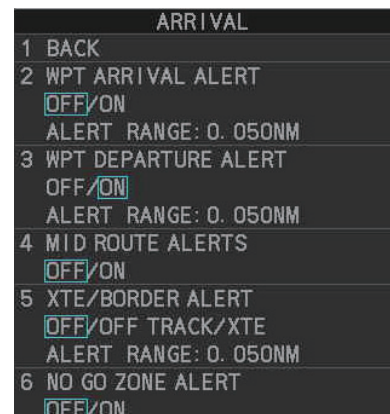 ARRIVAL
1 BACK
2 WPT ARRIVAL ALERT
OFF/ON
ALERT RANGE: 0.050NM
3 WPT DEPARTURE ALERT
OFF/ON
ALERT RANGE: 0.050NM
4 MID ROUTE ALERTS
OFF/ON
5 XTE/BORDER ALERT
OFF/OFF TRACK/XTE
ALERT RANGE: 0.050NM
6 NO GO ZONE ALERT
OFF/ON